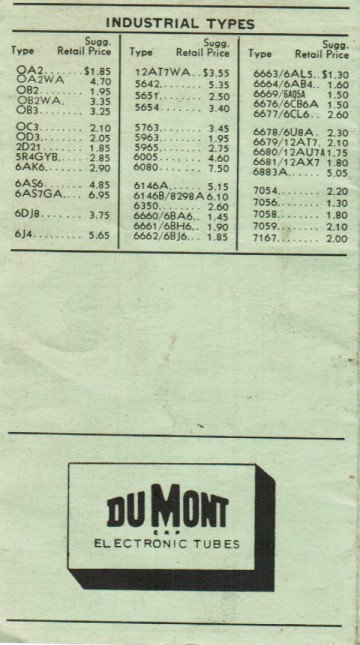 INDUSTRIAL TYPES
Type Sugg. Retail Price
OA2.......$1.85
OA2WA 4.70
OB2....... 1.95
OB2WA. 3.35
OB3....... 3.25
OC3....... 2.10
OD3....... 2.05
2D21...... 1.85
5R4GYB.. 2.85
6AK6...... 2.90
6AS6...... 4.85
6AS7GA... 6.95
6DJ8....... 3.75
6J4......... 5.65
Type Sugg. Retail Price
12AT7WA..$3.55
5642....... 5.35
5651....... 2.50
5654....... 3.40
5763....... 3.45
5963....... 1.95
5965....... 2.75
6005....... 4.60
6080....... 7.50
6146A..... 5.15
6146B/8298A 6.10
6350....... 2.60
6660/6BA6.. 1.45
6661/6BH6.. 1.90
6662/6BJ6.. 1.85
Type Sugg. Retail Price
6663/6AL5..$1.30
6664/6AB4.. 1.60
6669/6AQ5A 1.50
6676/6CB6A 1.50
6677/6CL6.. 2.60
6678/6U8A.. 2.30
6679/12AT7. 2.10
6680/12AU7A 1.75
6681/12AX7 1.80
6883A...... 5.05
7054....... 2.20
7056....... 1.30
7058....... 1.80
7059....... 2.10
7167....... 2.00
DUMONT
ERP
ELECTRONIC TUBES